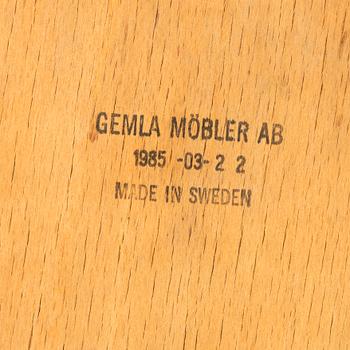 GEMLA MÖBLER AB
1985 -03- 2 2
MADE IN SWEDEN